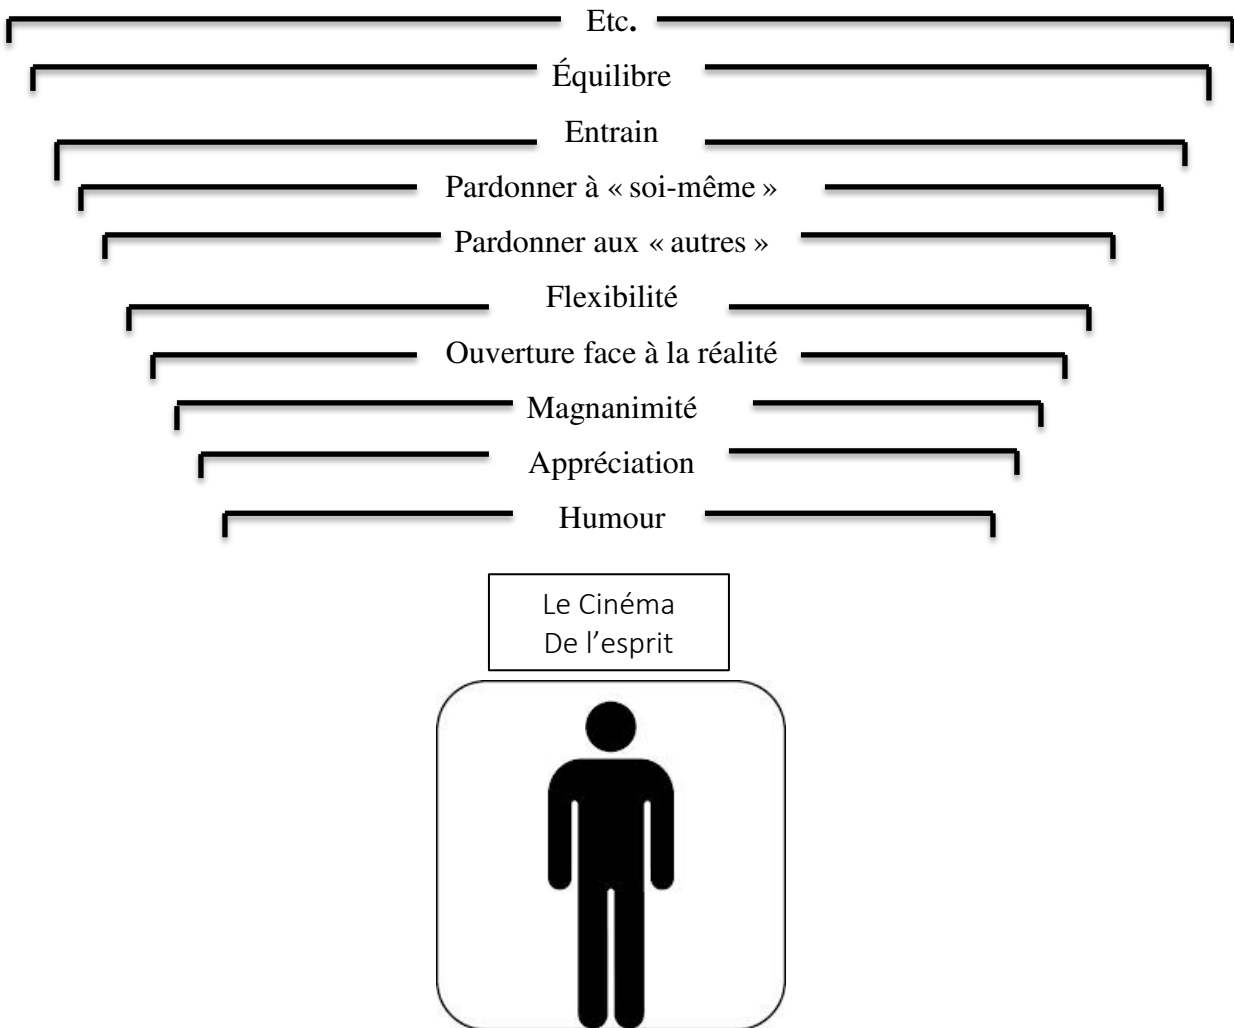 Etc.
Équilibre
Entrain
Pardonner à « soi-même »
Pardonner aux « autres »
Flexibilité
Ouverture face à la réalité
Magnanimité
Appréciation
Humour
Le Cinéma
De l’esprit